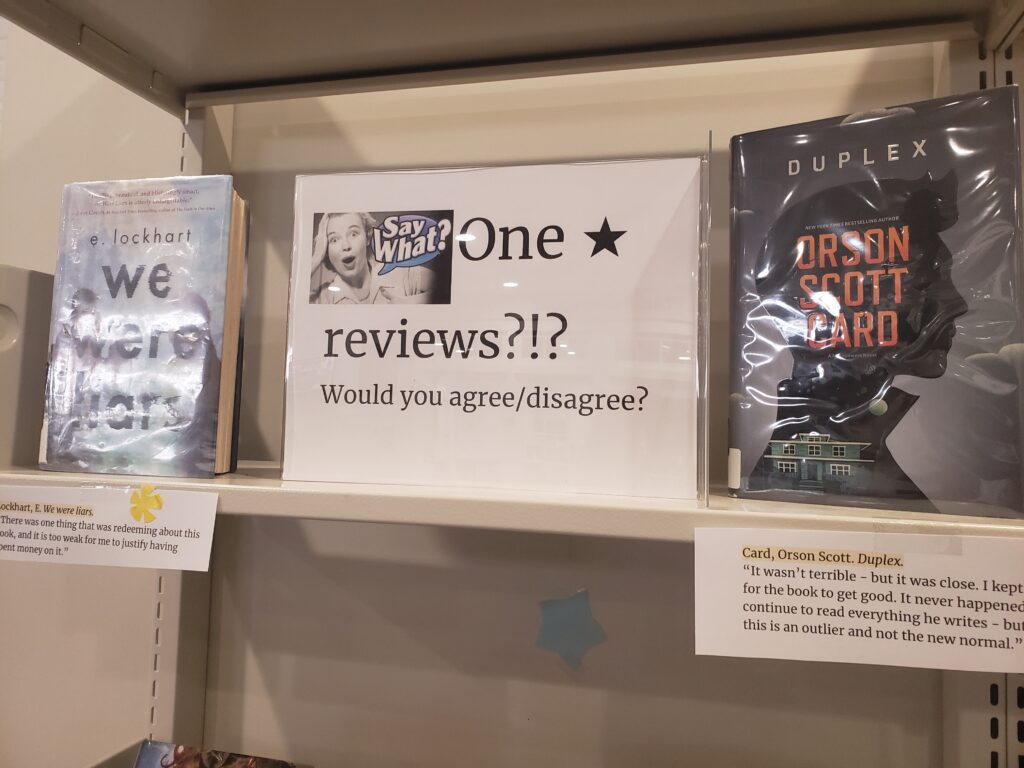 e. lockhart
we
were
liars
Say
What?
One ★
reviews?!?
Would you agree/disagree?
DUPLEX
NEW YORK TIMES BESTSELLING AUTHOR
ORSON
SCOTT
CARD
ockhart, E. We were liars.
There was one thing that was redeeming about this
ook, and it is too weak for me to justify having
pent money on it.”
Card, Orson Scott. Duplex.
“It wasn’t terrible - but it was close. I kept
for the book to get good. It never happened
continue to read everything he writes - but
this is an outlier and not the new normal.”